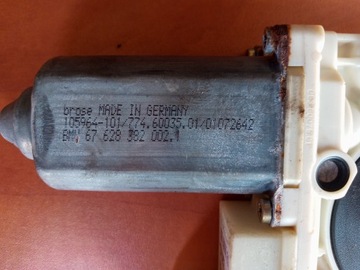 brose MADE IN GERMANY
105964-101/774.60035.01/0/072642
BMW 67 628 382 002.1